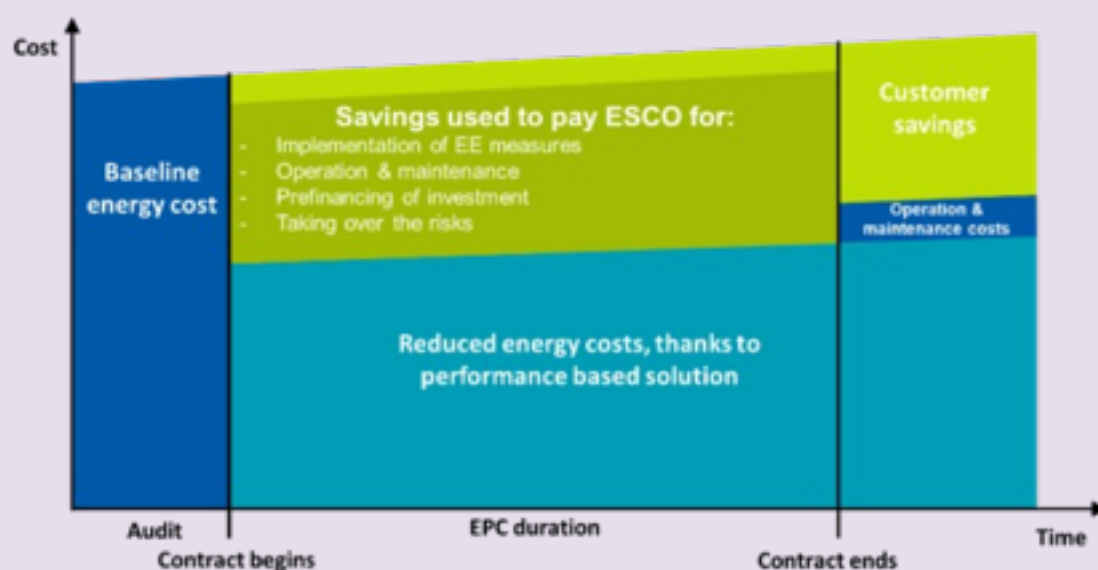 Cost
Baseline
energy cost
Savings used to pay ESCO for:
- Implementation of EE measures
- Operation & maintenance
- Prefinancing of investment
- Taking over the risks
Customer
savings
Operation &
maintenance costs
Reduced energy costs, thanks to
performance based solution
Audit
EPC duration
Time
Contract begins
Contract ends